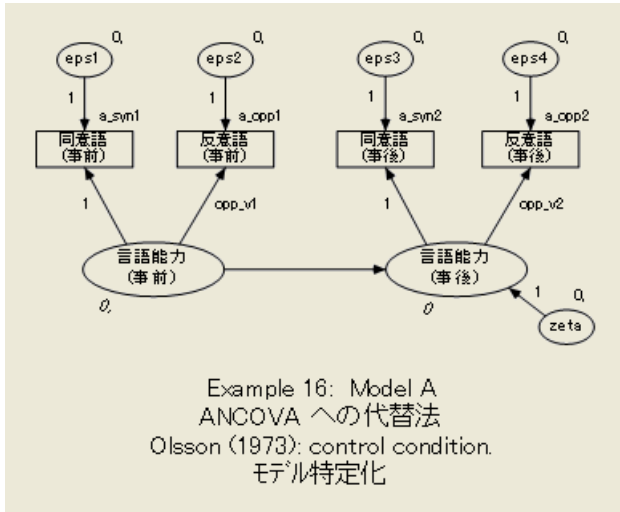 0,
0,
0,
0,
eps1
eps2
eps3
eps4
1
1
1
1
a_syn1
a_opp1
a_syn2
a_opp2
同意語
(事前)
反意語
(事前)
同意語
(事後)
反意語
(事後)
1
opp_v1
1
opp_v2
言語能力
(事前)
言語能力
(事後)
0,
0
1
0,
zeta
Example 16: Model A
ANCOVA への代替法
Olsson (1973): control condition.
モデル特定化